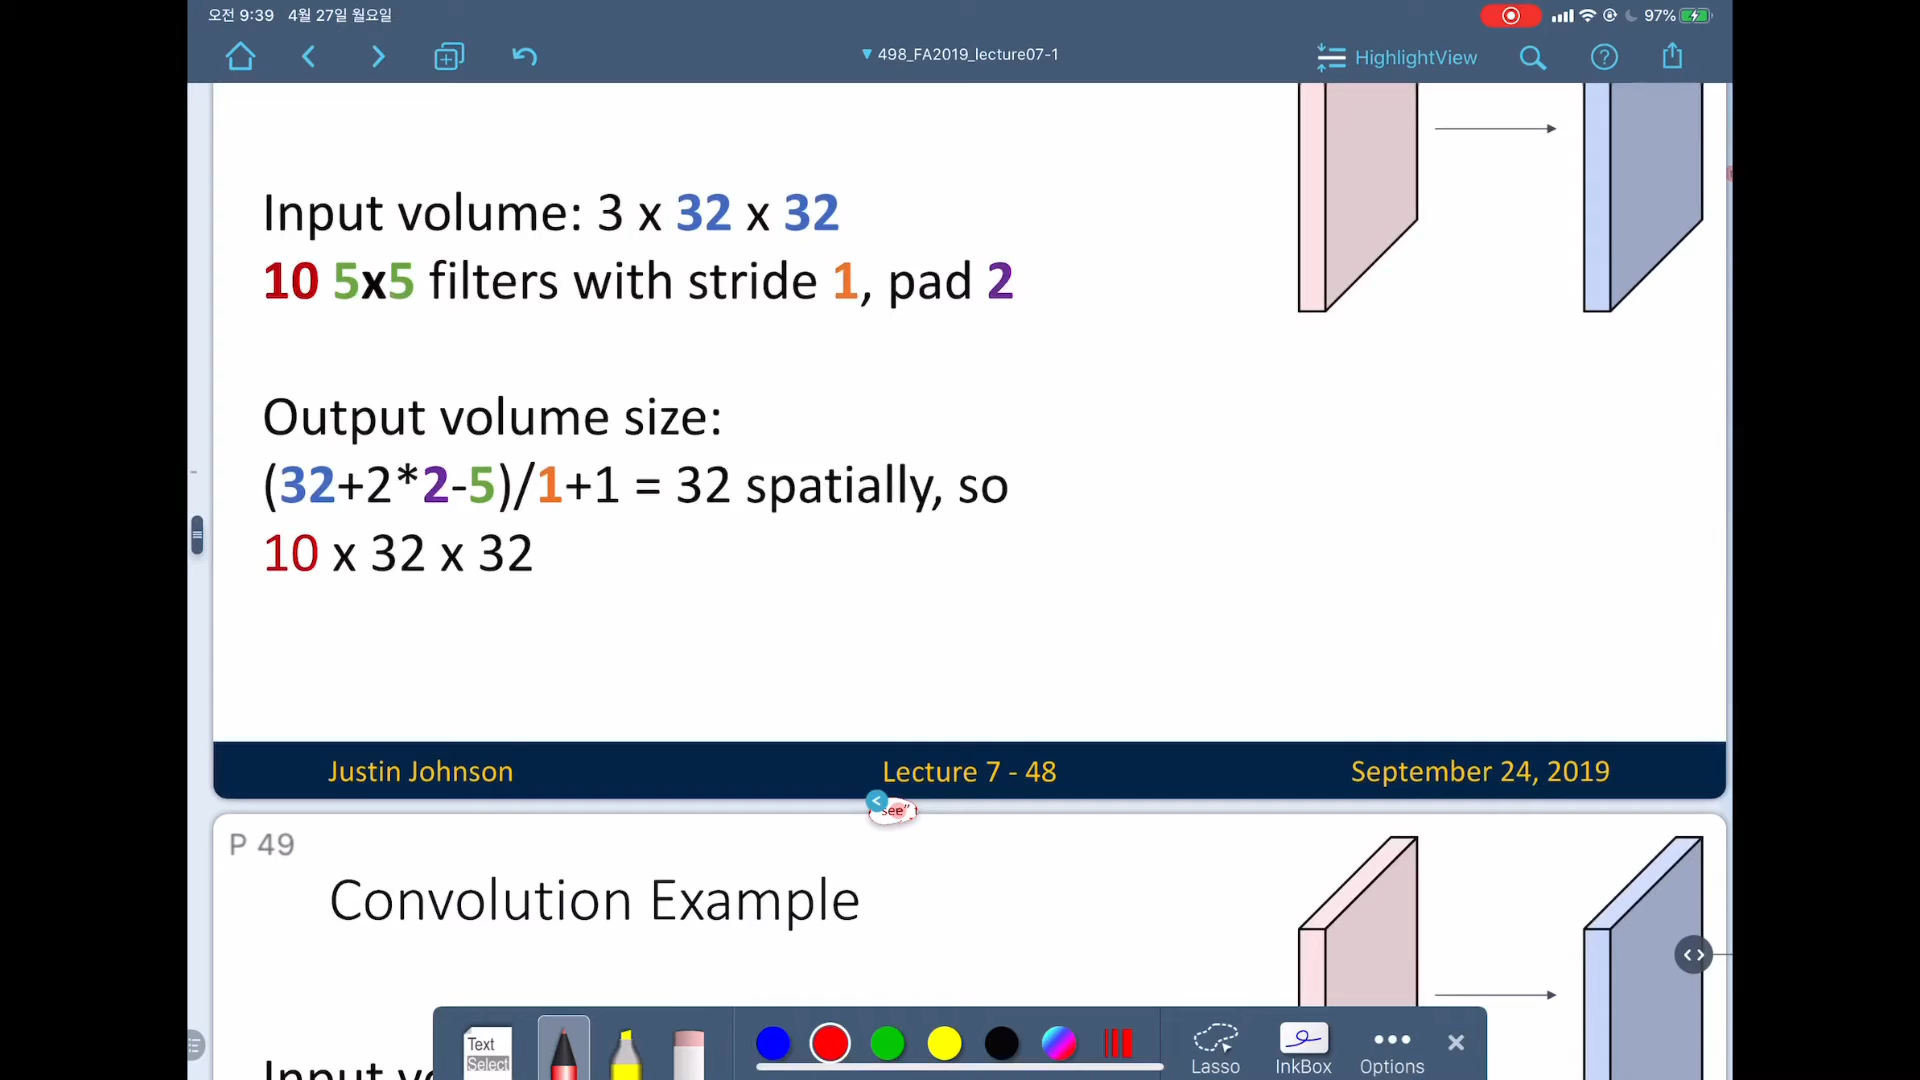 오전 9:39 4월 27일 월요일
97%
▼ 498_FA2019_lecture07-1
HighlightView
Input volume: 3 x 32 x 32
10 5x5 filters with stride 1, pad 2
Output volume size:
(32+2*2-5)/1+1 = 32 spatially, so
10 x 32 x 32
Justin Johnson
Lecture 7 - 48
September 24, 2019
see"
P 49
Convolution Example
Input
Text
Select
Lasso
InkBox
Options